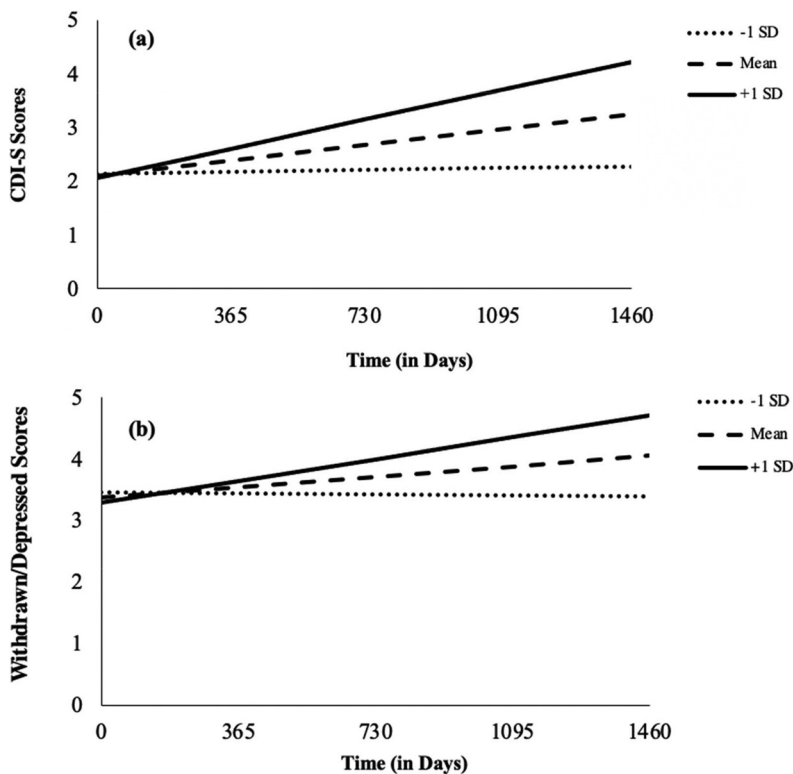 (a)
-1 SD
Mean
+1 SD
CDI-S Scores
5
4
3
2
1
0
0 365 730 1095 1460
Time (in Days)
(b)
-1 SD
Mean
+1 SD
Withdrawn/Depressed Scores
5
4
3
2
1
0
0 365 730 1095 1460
Time (in Days)